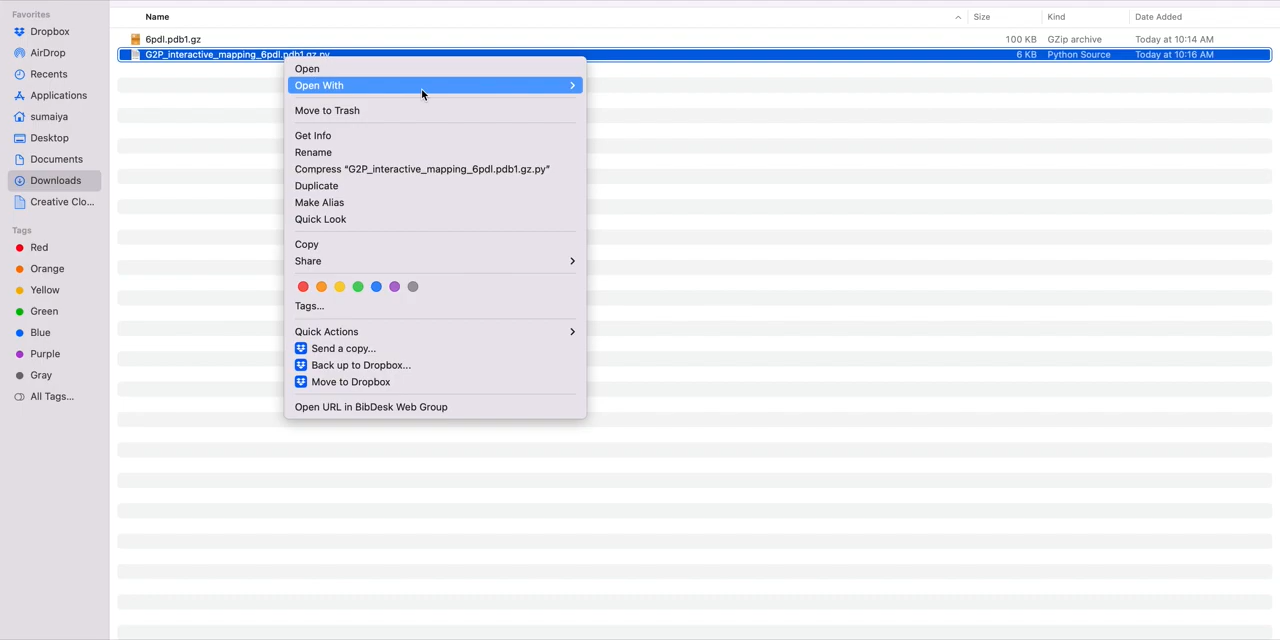 Favorites
Dropbox
AirDrop
Recents
Applications
sumaiya
Desktop
Documents
Downloads
Creative Clo...
Tags
Red
Orange
Yellow
Green
Blue
Purple
Gray
All Tags...
Name Size Kind Date Added
6pdl.pdb1.gz 100 KB GZip archive Today at 10:14 AM
G2P_interactive_mapping_6pdl.pdb1.gz.py 6 KB Python Source Today at 10:16 AM
Open
Open With
Move to Trash
Get Info
Rename
Compress “G2P_interactive_mapping_6pdl.pdb1.gz.py”
Duplicate
Make Alias
Quick Look
Copy
Share
Tags...
Quick Actions
Send a copy...
Back up to Dropbox...
Move to Dropbox
Open URL in BibDesk Web Group